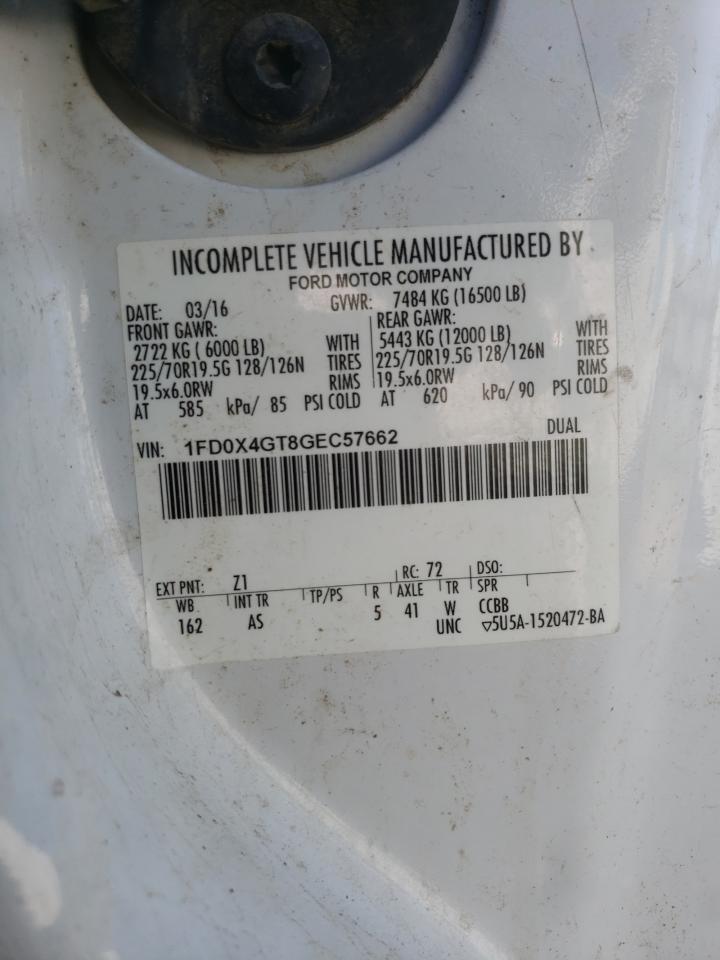 INCOMPLETE VEHICLE MANUFACTURED BY
FORD MOTOR COMPANY
DATE: 03/16 GVWR: 7484 KG (16500 LB)
FRONT GAWR: REAR GAWR:
2722 KG ( 6000 LB) WITH 5443 KG (12000 LB) WITH
225/70R19.5G 128/126N TIRES 225/70R19.5G 128/126N TIRES
19.5x6.0RW RIMS 19.5x6.0RW RIMS
AT 585 kPa/ 85 PSI COLD AT 620 kPa/ 90 PSI COLD
VIN: 1FD0X4GT8GEC57662 DUAL
EXT PNT: Z1 RC: 72 DSO:
WB INT TR TP/PS R AXLE TR SPR
162 AS 5 41 W CCBB
UNC ▽5U5A-1520472-BA